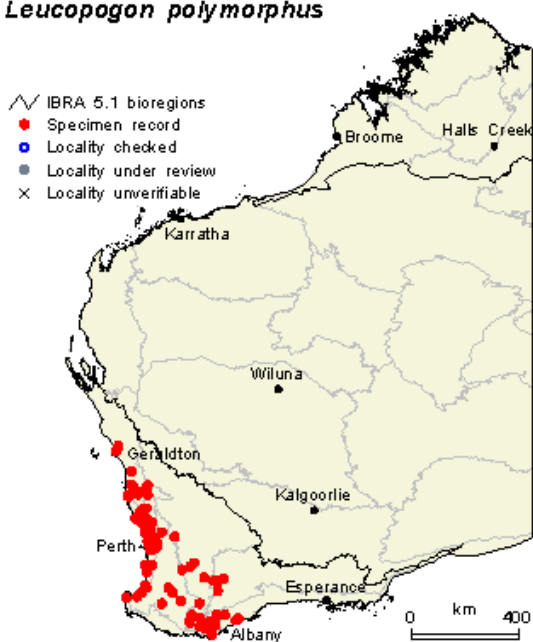 Leucopogon polymorphus
IBRA 5.1 bioregions
Specimen record
Locality checked
Locality under review
Locality unverifiable
Broome
Halls Creek
Karratha
Wiluna
Geraldton
Kalgoorlie
Perth
Esperance
Albany
0 km 400